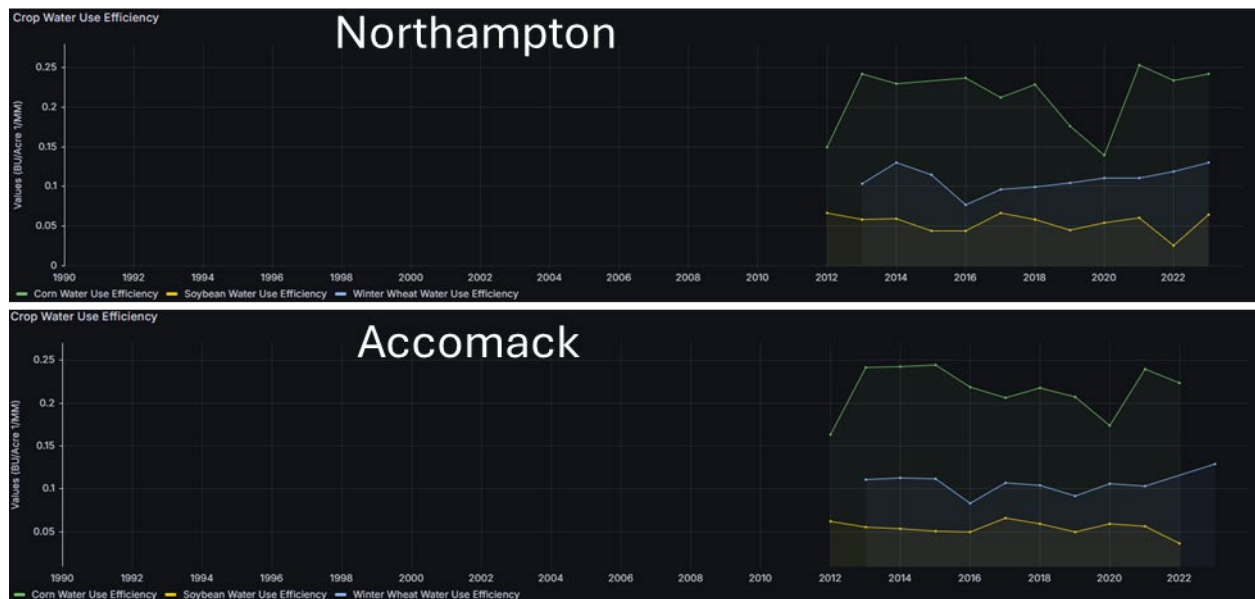 Crop Water Use Efficiency
Northampton
Values (BU/Acre 1/MM)
0.25
0.2
0.15
0.1
0.05
0
1990 1992 1994 1996 1998 2000 2002 2004 2006 2008 2010 2012 2014 2016 2018 2020 2022
Corn Water Use Efficiency Soybean Water Use Efficiency Winter Wheat Water Use Efficiency
Crop Water Use Efficiency
Accomack
Values (BU/Acre 1/MM)
0.25
0.2
0.15
0.1
0.05
1990 1992 1994 1996 1998 2000 2002 2004 2006 2008 2010 2012 2014 2016 2018 2020 2022
Corn Water Use Efficiency Soybean Water Use Efficiency Winter Wheat Water Use Efficiency